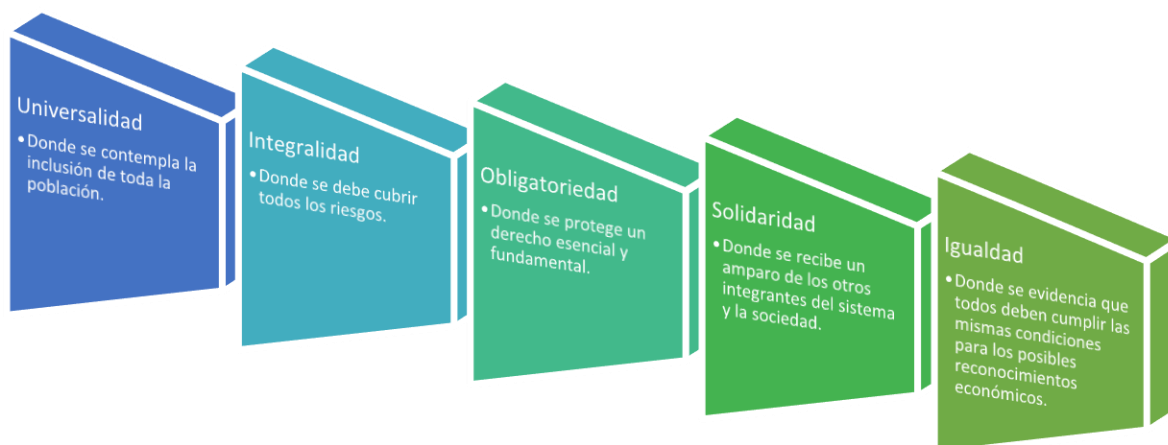 Universalidad
•Donde se contempla la
inclusión de toda la
población.
Integralidad
•Donde se debe cubrir
todos los riesgos.
Obligatoriedad
•Donde se protege un
derecho esencial y
fundamental.
Solidaridad
•Donde se recibe un
amparo de los otros
integrantes del sistema
y la sociedad.
Igualdad
•Donde se evidencia que
todos deben cumplir las
mismas condiciones
para los posibles
reconocimientos
económicos.